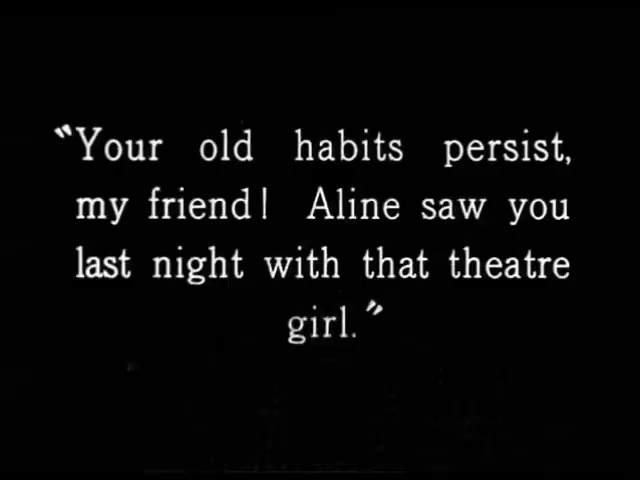 “Your old habits persist,
my friend! Aline saw you
last night with that theatre
girl.”